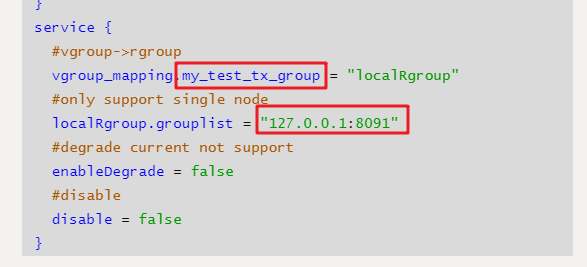 }
service {
#vgroup->rgroup
vgroup_mapping.my_test_tx_group = "localRgroup"
#only support single node
localRgroup.grouplist = "127.0.0.1:8091"
#degrade current not support
enableDegrade = false
#disable
disable = false
}